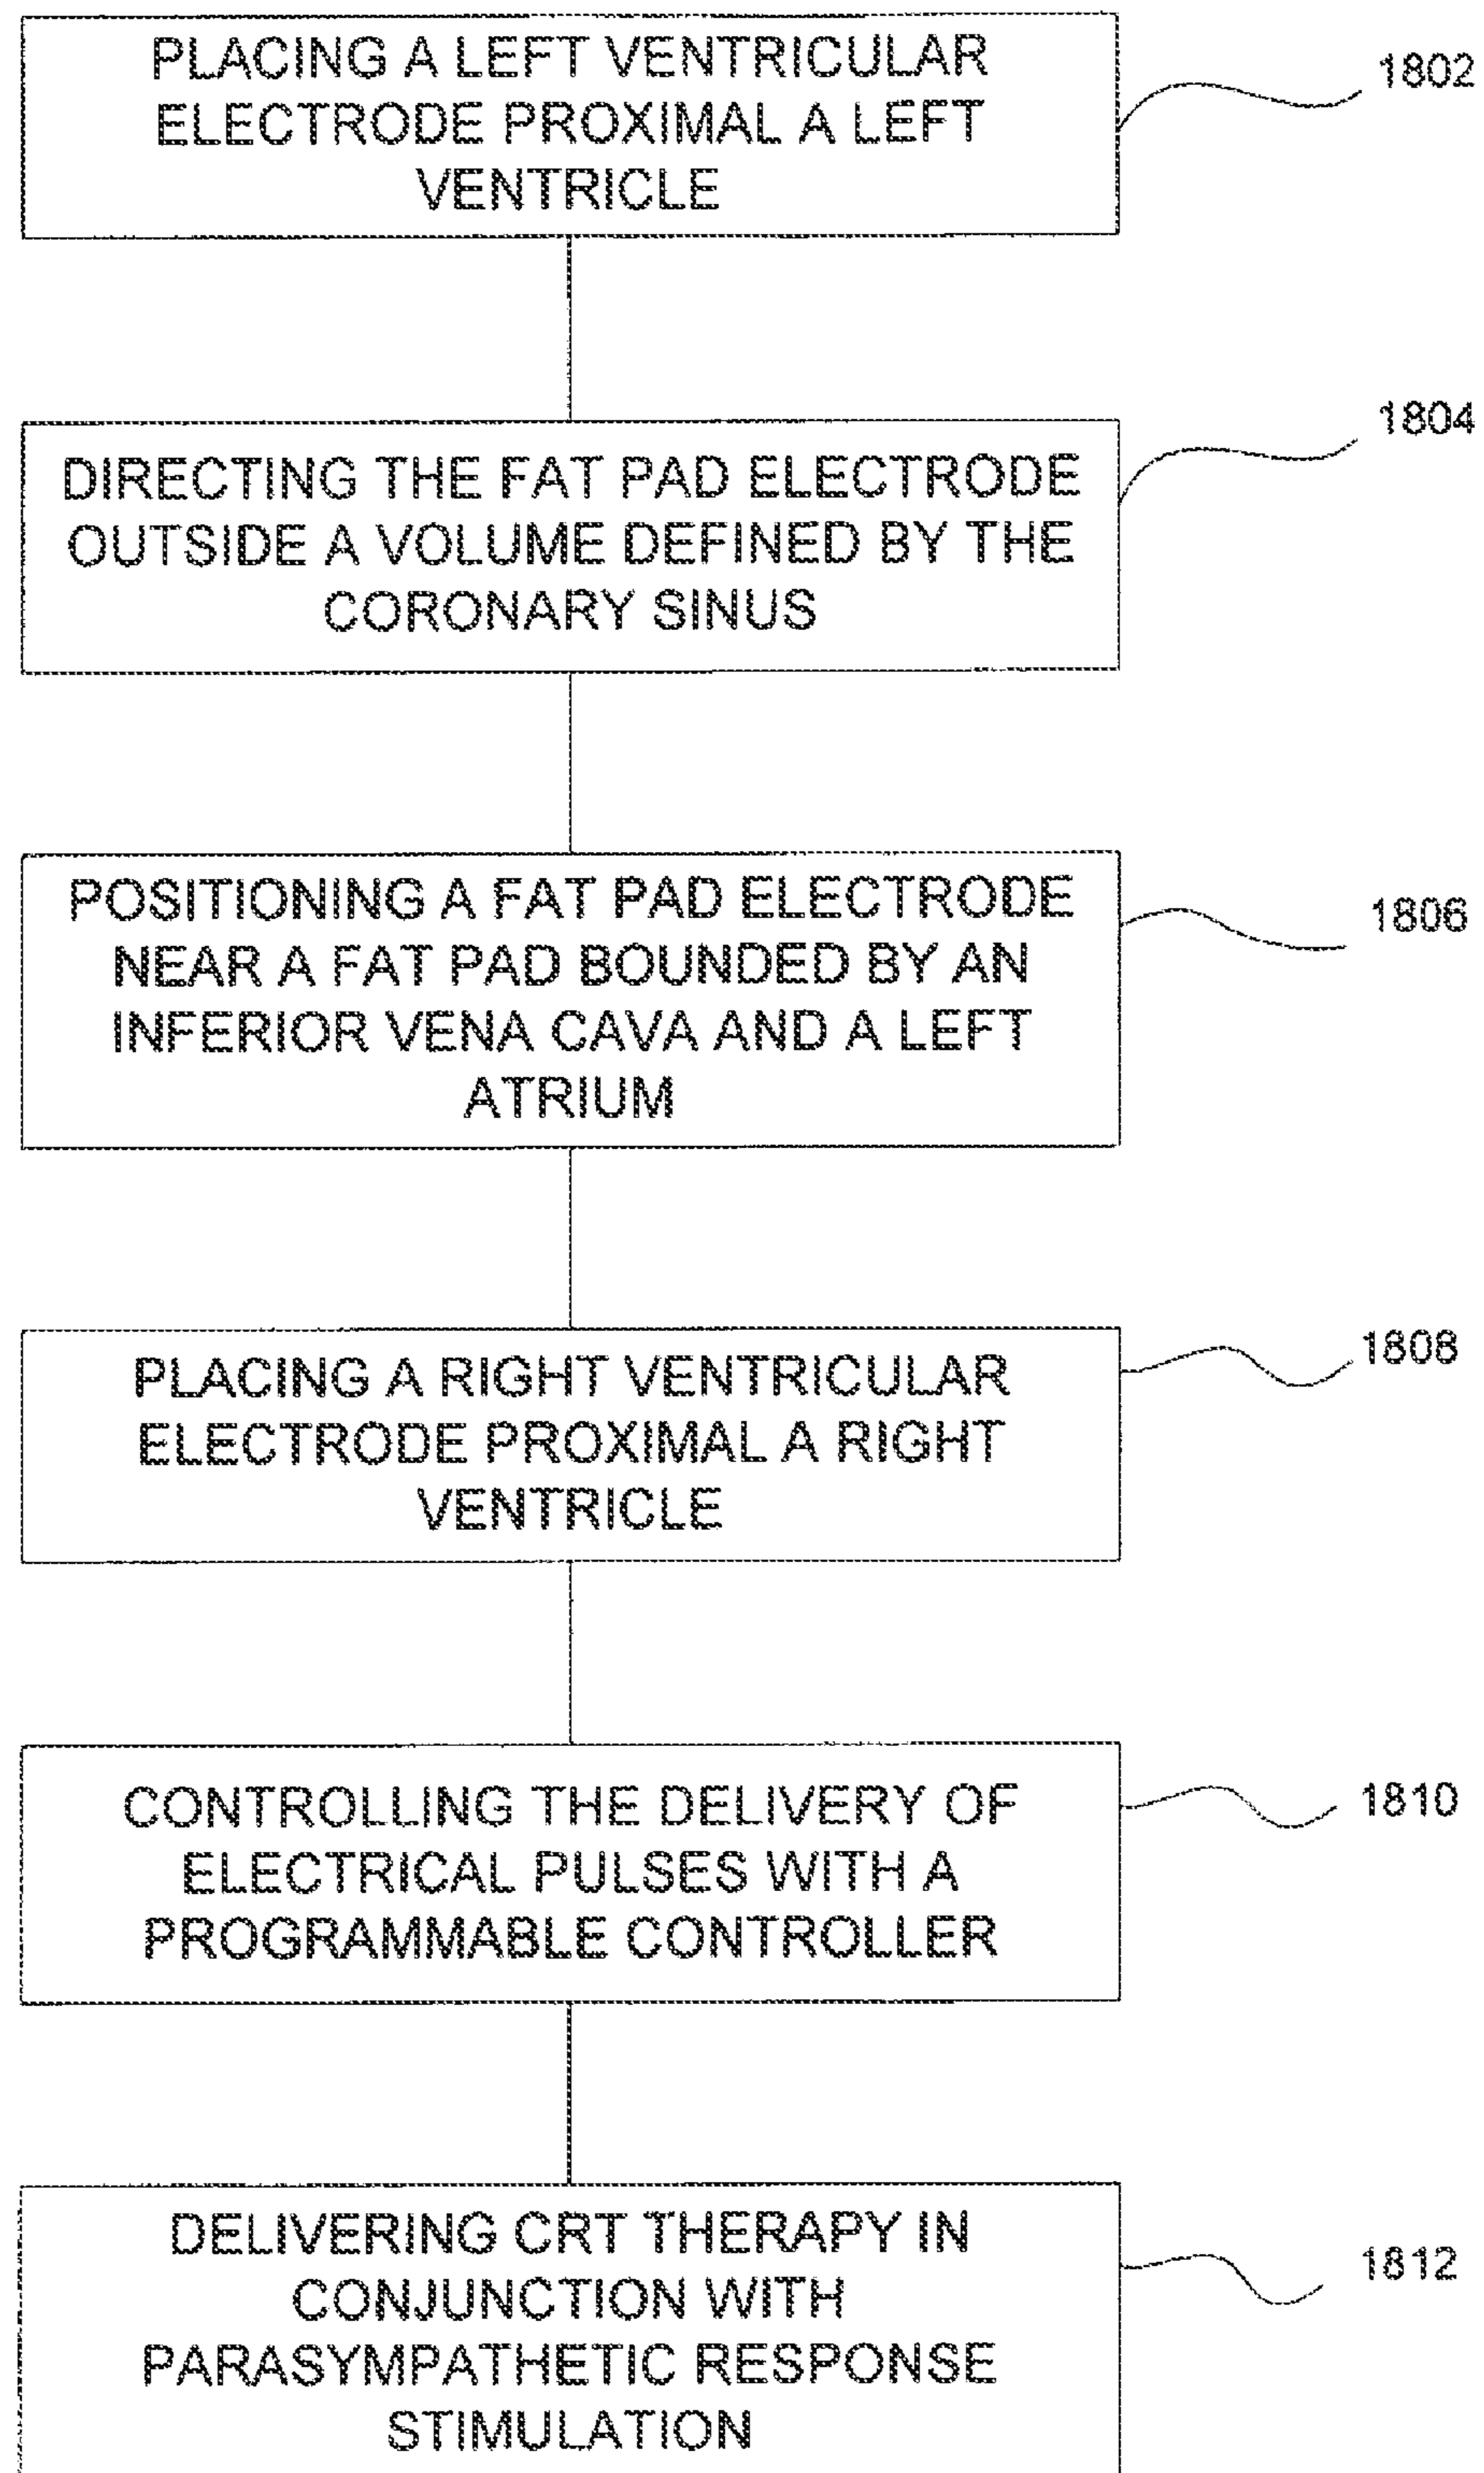 PLACING A LEFT VENTRICULAR
ELECTRODE PROXIMAL A LEFT
VENTRICLE
1802
DIRECTING THE FAT PAD ELECTRODE
OUTSIDE A VOLUME DEFINED BY THE
CORONARY SINUS
1804
POSITIONING A FAT PAD ELECTRODE
NEAR A FAT PAD BOUNDED BY AN
INFERIOR VENA CAVA AND A LEFT
ATRIUM
1806
PLACING A RIGHT VENTRICULAR
ELECTRODE PROXIMAL A RIGHT
VENTRICLE
1808
CONTROLLING THE DELIVERY OF
ELECTRICAL PULSES WITH A
PROGRAMMABLE CONTROLLER
1810
DELIVERING CRT THERAPY IN
CONJUNCTION WITH
PARASYMPATHETIC RESPONSE
STIMULATION
1812